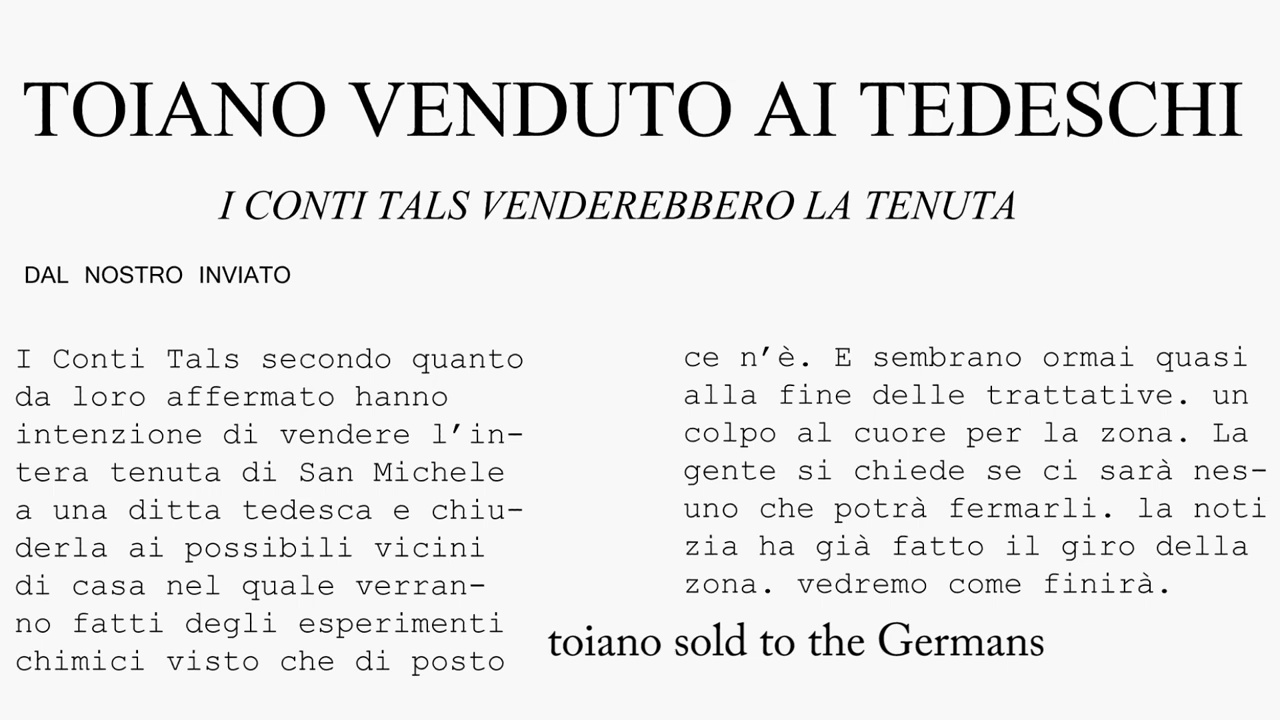 TOIANO VENDUTO AI TEDESCHI
I CONTI TALS VENDEREBBERO LA TENUTA
DAL NOSTRO INVIATO
I Conti Tals secondo quanto
da loro affermato hanno
intenzione di vendere l’in-
tera tenuta di San Michele
a una ditta tedesca e chiu-
derla ai possibili vicini
di casa nel quale verran-
no fatti degli esperimenti
chimici visto che di posto
ce n’è. E sembrano ormai quasi
alla fine delle trattative. un
colpo al cuore per la zona. La
gente si chiede se ci sarà nes-
uno che potrà fermarli. la noti
zia ha già fatto il giro della
zona. vedremo come finirà.
toiano sold to the Germans